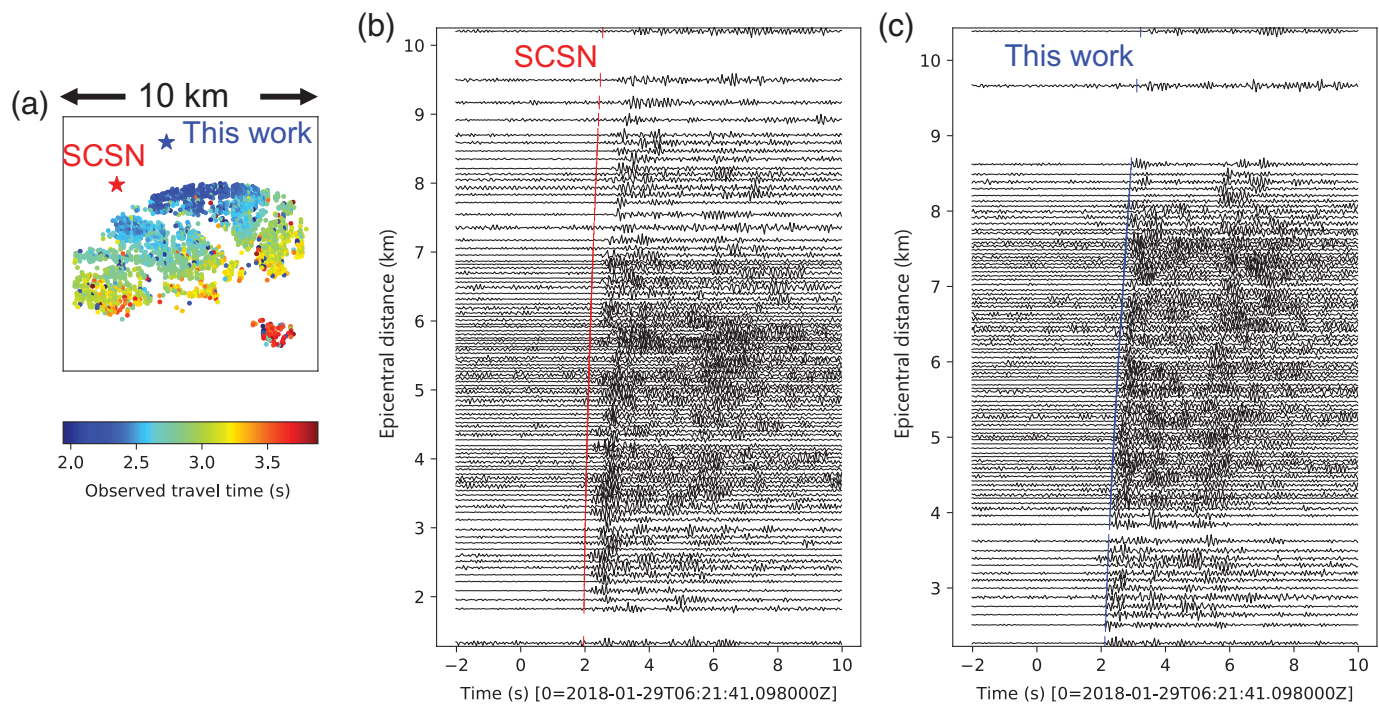 (a)
10 km
This work
SCSN
2.0 2.5 3.0 3.5
Observed travel time (s)
(b)
SCSN
10
9
8
7
6
5
4
3
2
Epicentral distance (km)
−2 0 2 4 6 8 10
Time (s) [0=2018-01-29T06:21:41.098000Z]
(c)
This work
10
9
8
7
6
5
4
3
Epicentral distance (km)
−2 0 2 4 6 8 10
Time (s) [0=2018-01-29T06:21:41.098000Z]